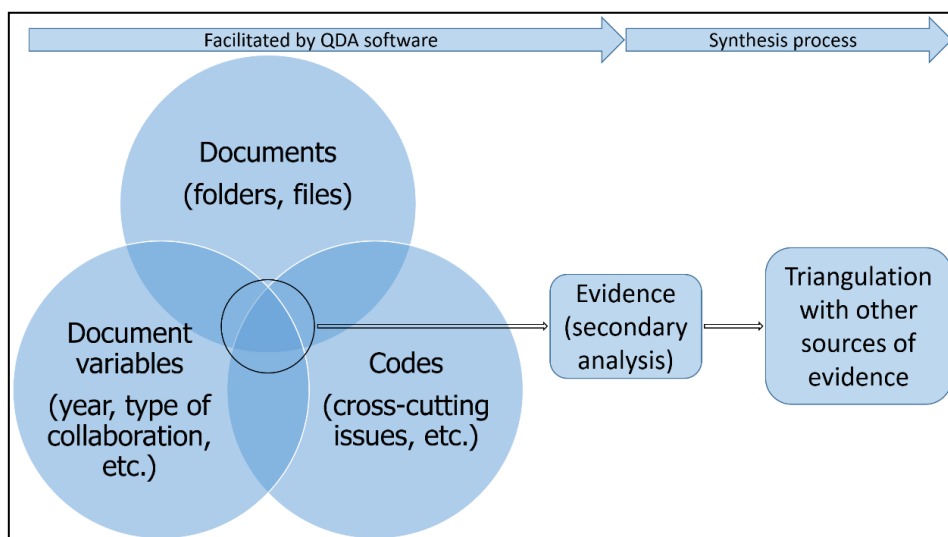 Facilitated by QDA software
Synthesis process
Documents
(folders, files)
Document
variables
(year, type of
collaboration,
etc.)
Codes
(cross-cutting
issues, etc.)
Evidence
(secondary
analysis)
Triangulation
with other
sources of
evidence